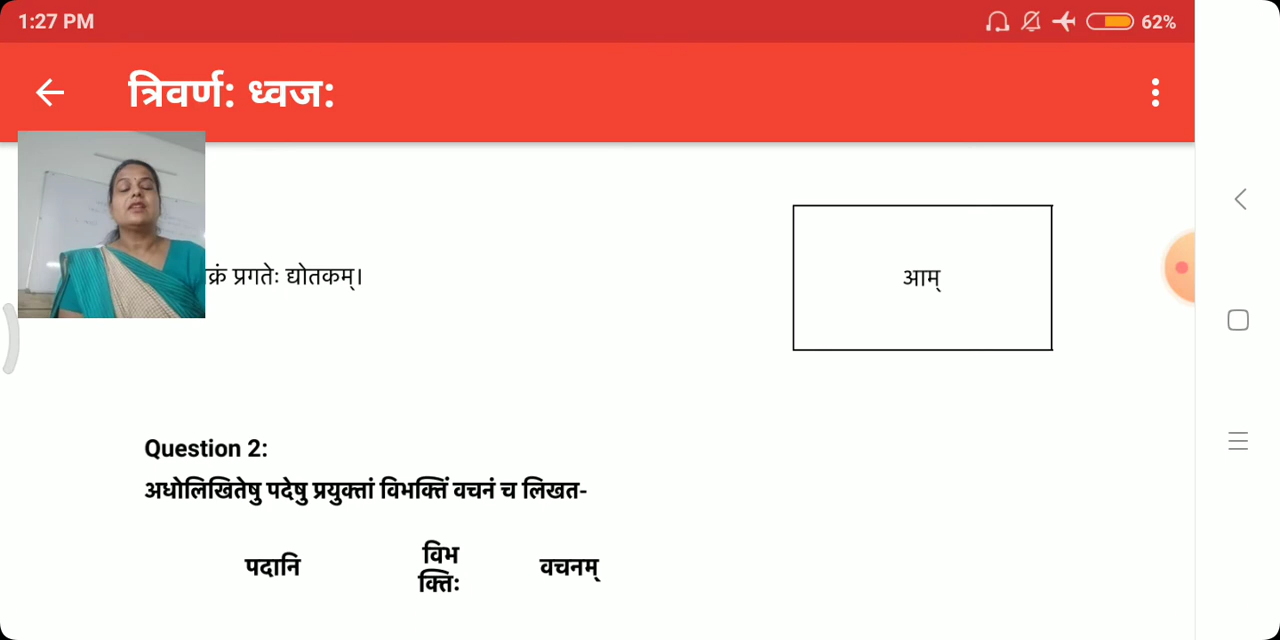 1:27 PM
62%
त्रिवर्ण: ध्वज:
क्रं प्रगतेः द्योतकम्।
आम्
Question 2:
अधोलिखितेषु पदेषु प्रयुक्तां विभक्तिं वचनं च लिखत-
पदानि
विभ
क्तिः
वचनम्